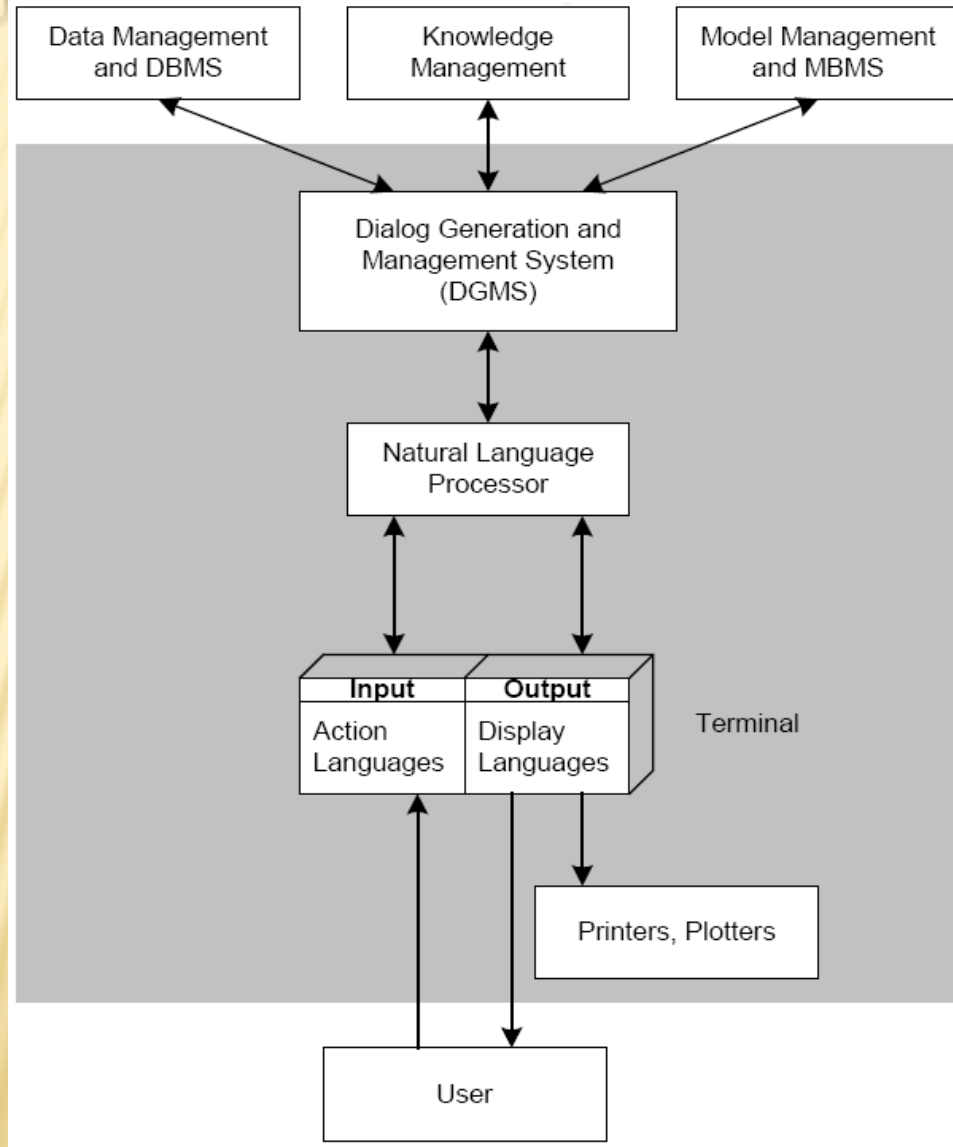 Data Management
and DBMS
Knowledge
Management
Model Management
and MBMS
Dialog Generation and
Management System
(DGMS)
Natural Language
Processor
Input
Output
Action
Languages
Display
Languages
Terminal
Printers, Plotters
User